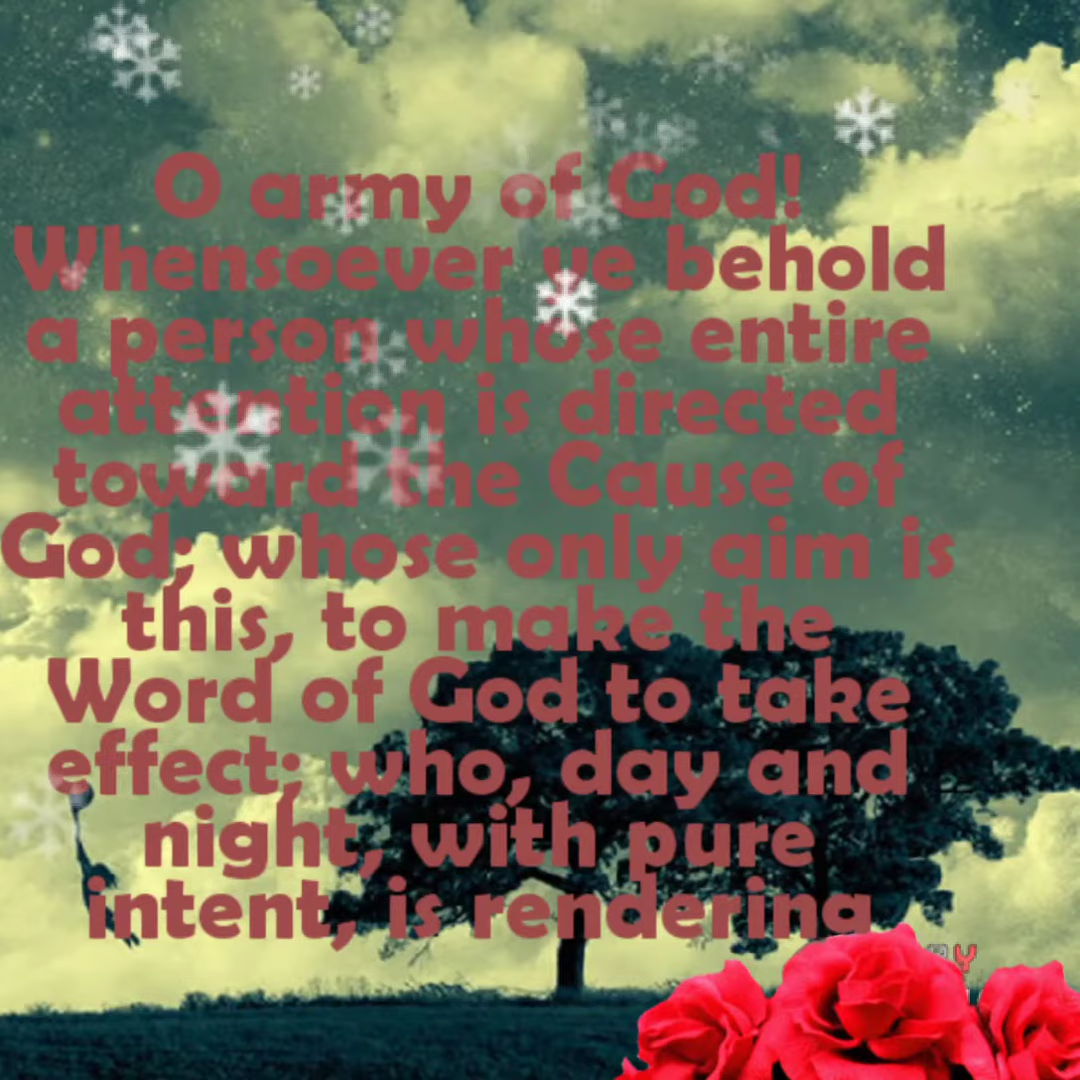 O army of God!
Whensoever ye behold
a person whose entire
attention is directed
toward the Cause of
God; whose only aim is
this, to make the
Word of God to take
effect; who, day and
night, with pure
intent, is rendering